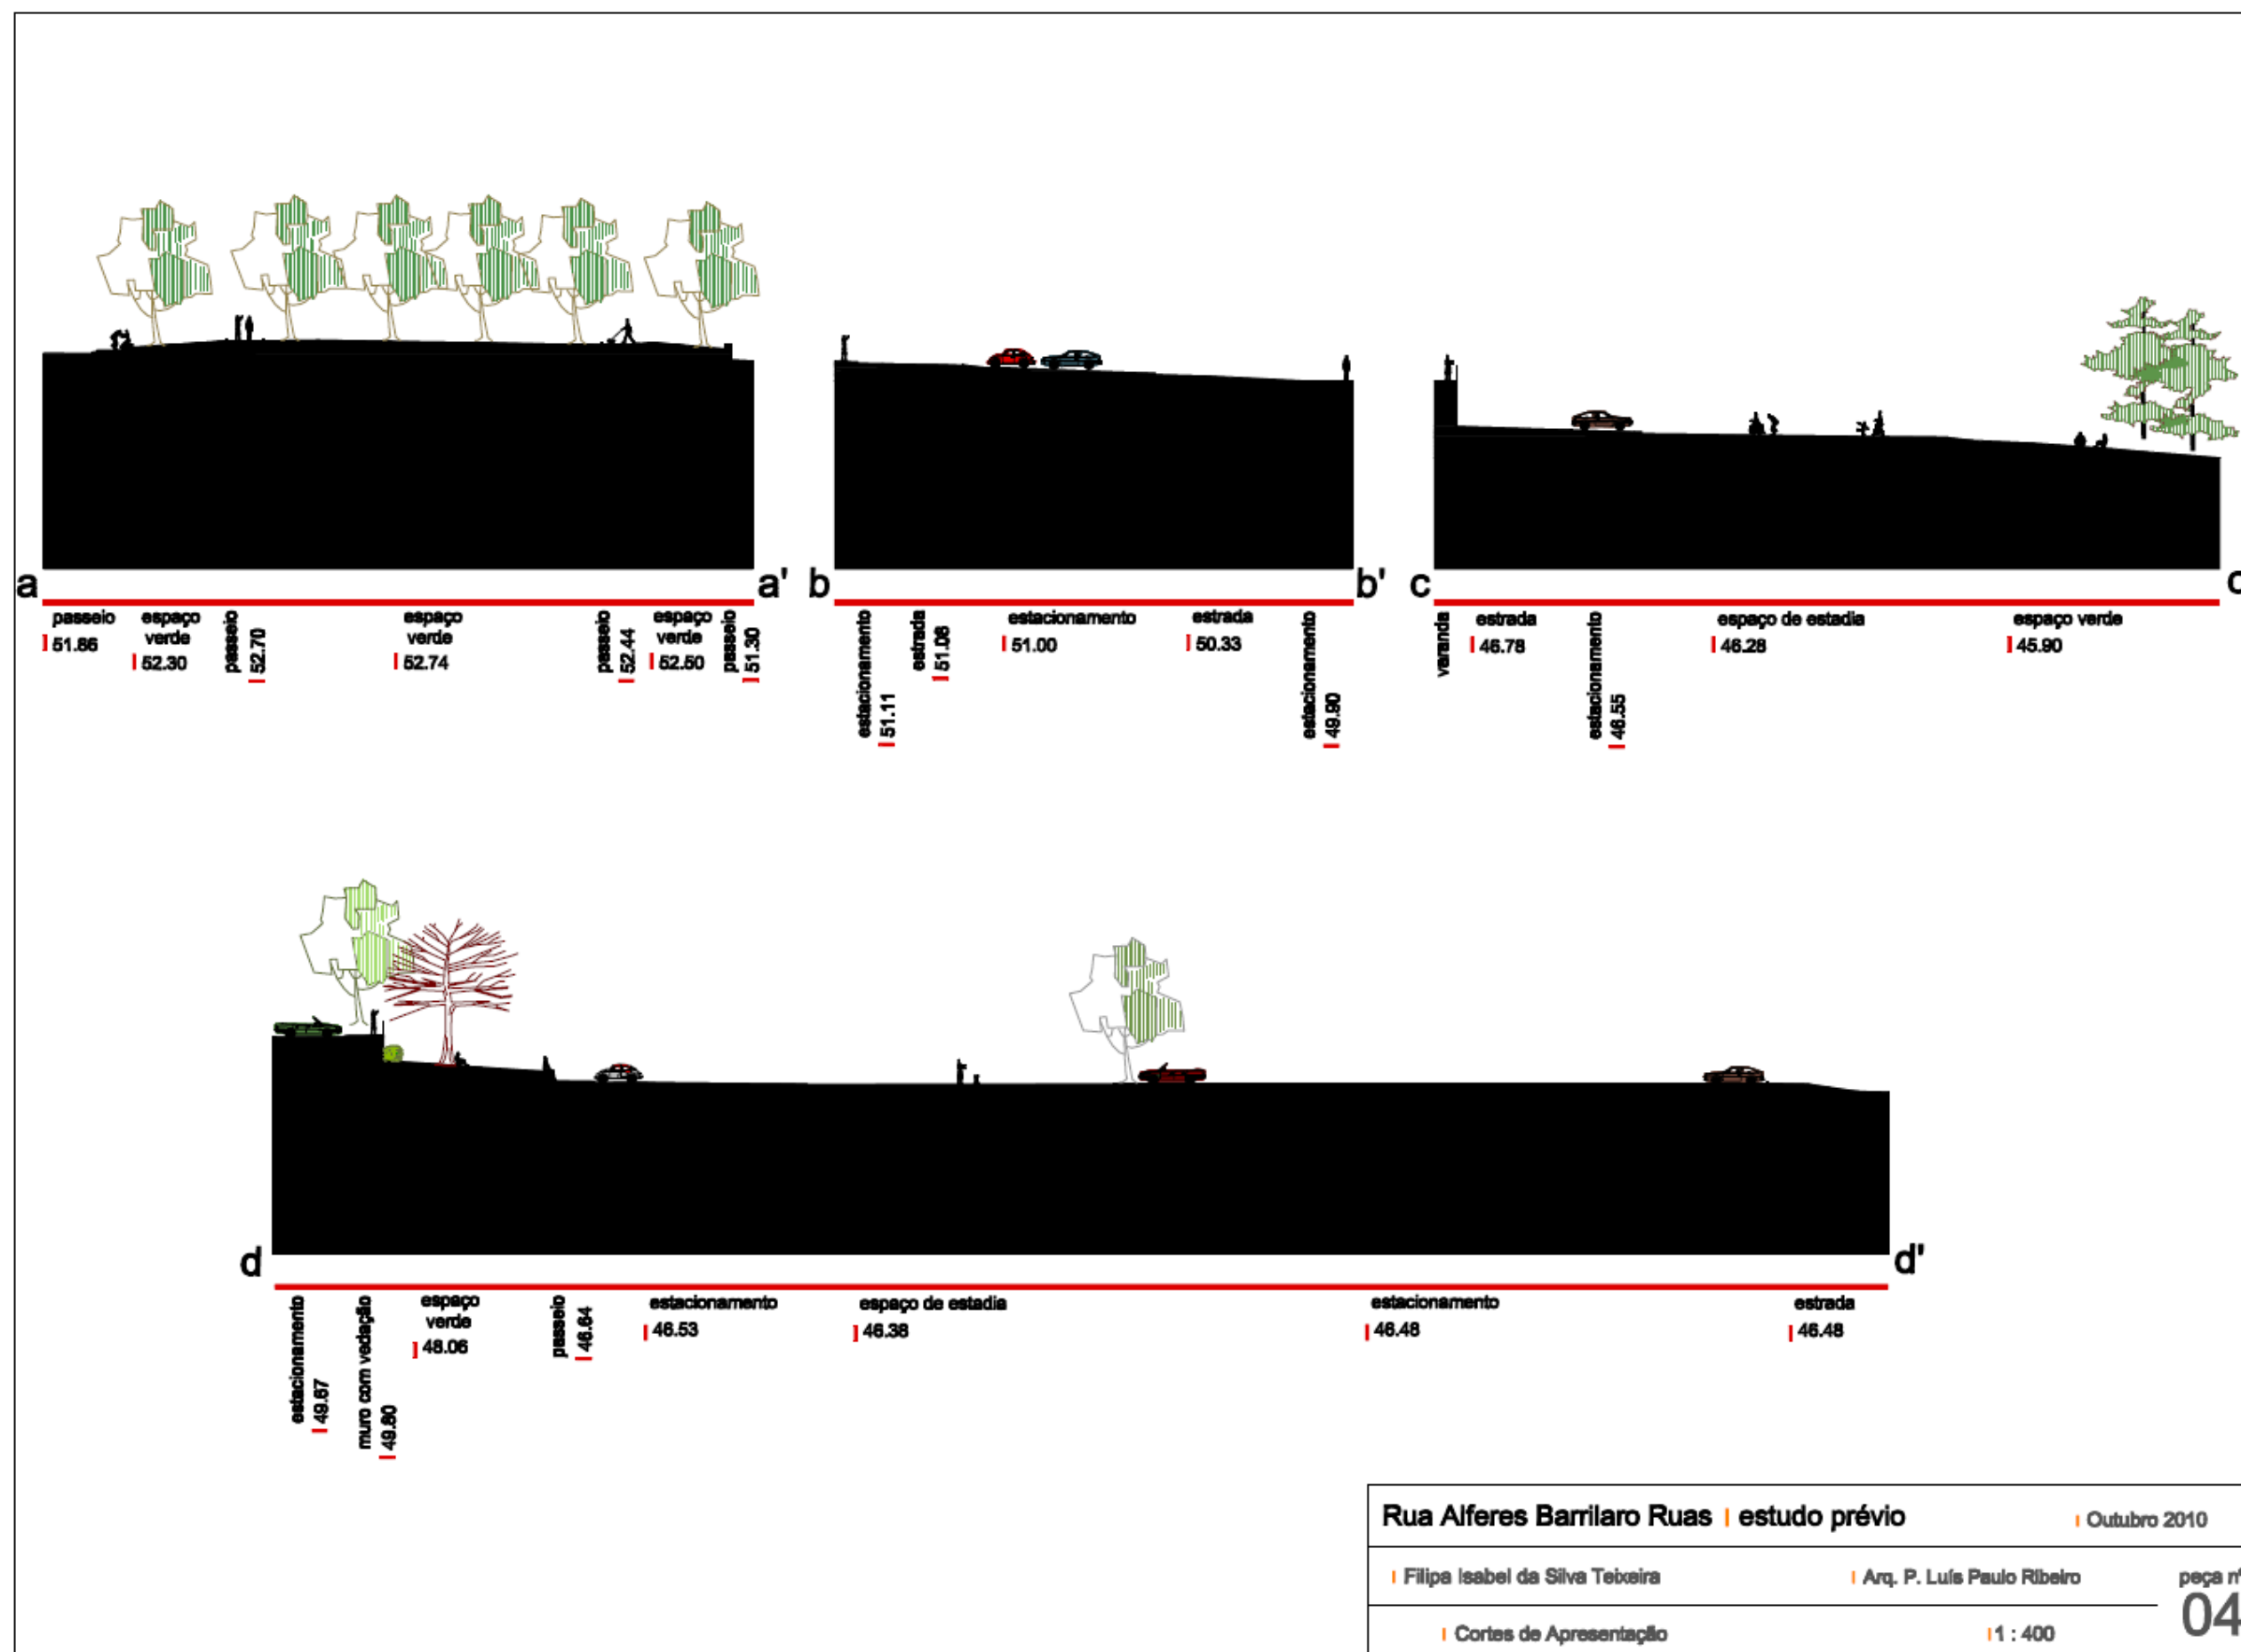 a
a'
passeio
51.86
espaço
verde
52.30
passeio
52.70
espaço
verde
52.74
passeio
52.44
espaço
verde
52.50
passeio
51.30
b
b'
estacionamento
51.11
estrada
51.08
estacionamento
51.00
estrada
50.33
estacionamento
49.90
c
varanda
estrada
46.78
estacionamento
46.55
espaço de estadia
46.28
espaço verde
45.90
d
d'
estacionamento
49.67
muro com vedação
49.80
espaço
verde
48.06
passeio
46.64
estacionamento
46.53
espaço de estadia
46.38
estacionamento
46.48
estrada
46.48
Rua Alferes Barrilaro Ruas | estudo prévio
Outubro 2010
Filipa Isabel da Silva Teixeira
Arq. P. Luís Paulo Ribeiro
peça nº
04
Cortes de Apresentação
1 : 400